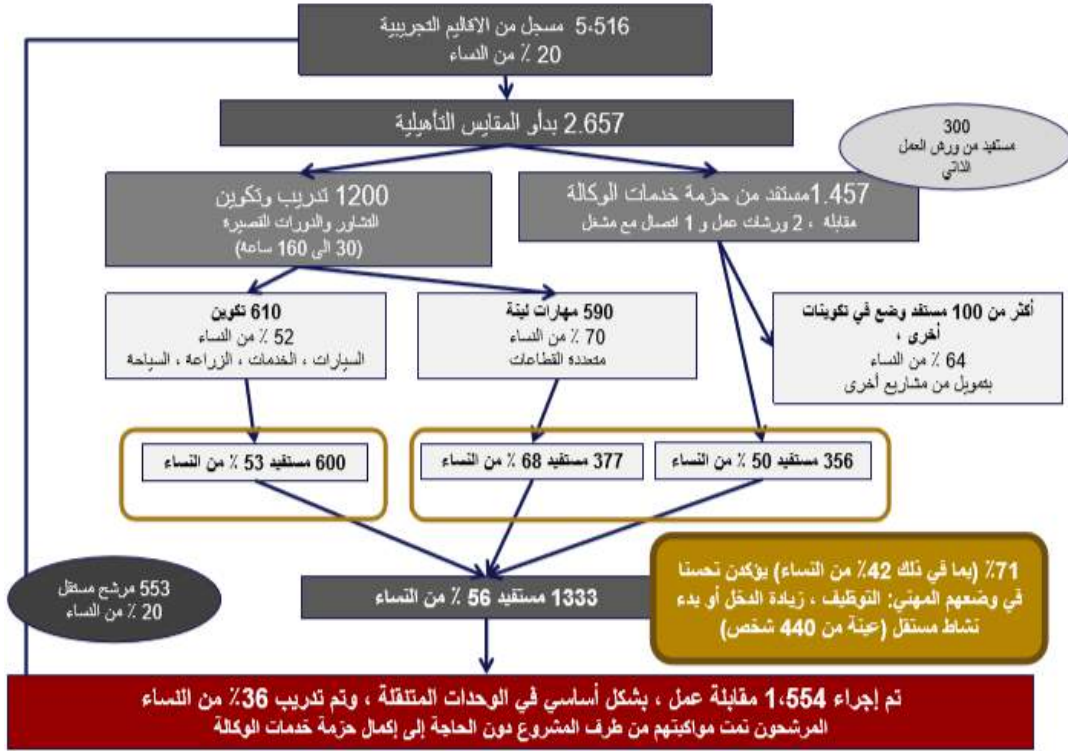 5،516 مسجل من الاقاليم التجريبية
20 ٪ من النساء
2.657 بدأو المقايس التأهيلية
300
مستفيد من ورش العمل
الذاتي
1200 تدريب وتكوين
التشاور والدورات القصيرة
(30 الى 160 ساعة)
1.457 مستفد من حزمة خدمات الوكالة
مقابلة ، 2 ورشات عمل و 1 اتصال مع مشغل
610 تكوين
52 ٪ من النساء
السيارات ، الخدمات ، الزراعة ، السياحة
590 مهارات لينة
70 ٪ من النساء
متعددة القطاعات
أكثر من 100 مستفد وضع في تكوينات
أخرى ،
64 ٪ من النساء
بتمويل من مشاريع أخرى
600 مستفيد 53 ٪ من النساء
377 مستفيد 68 ٪ من النساء
356 مستفيد 50 ٪ من النساء
553 مرشح مستقل
20 ٪ من النساء
1333 مستفيد 56 ٪ من النساء
71٪ (بما في ذلك 42٪ من النساء) يؤكدن تحسنا
في وضعهم المهني: التوظيف ، زيادة الدخل أو بدء
نشاط مستقل (عينة من 440 شخص)
تم إجراء 1،554 مقابلة عمل ، بشكل أساسي في الوحدات المتنقلة ، وتم تدريب 36٪ من النساء
المرشحون تمت مواكبتهم من طرف المشروع دون الحاجة إلى إكمال حزمة خدمات الوكالة